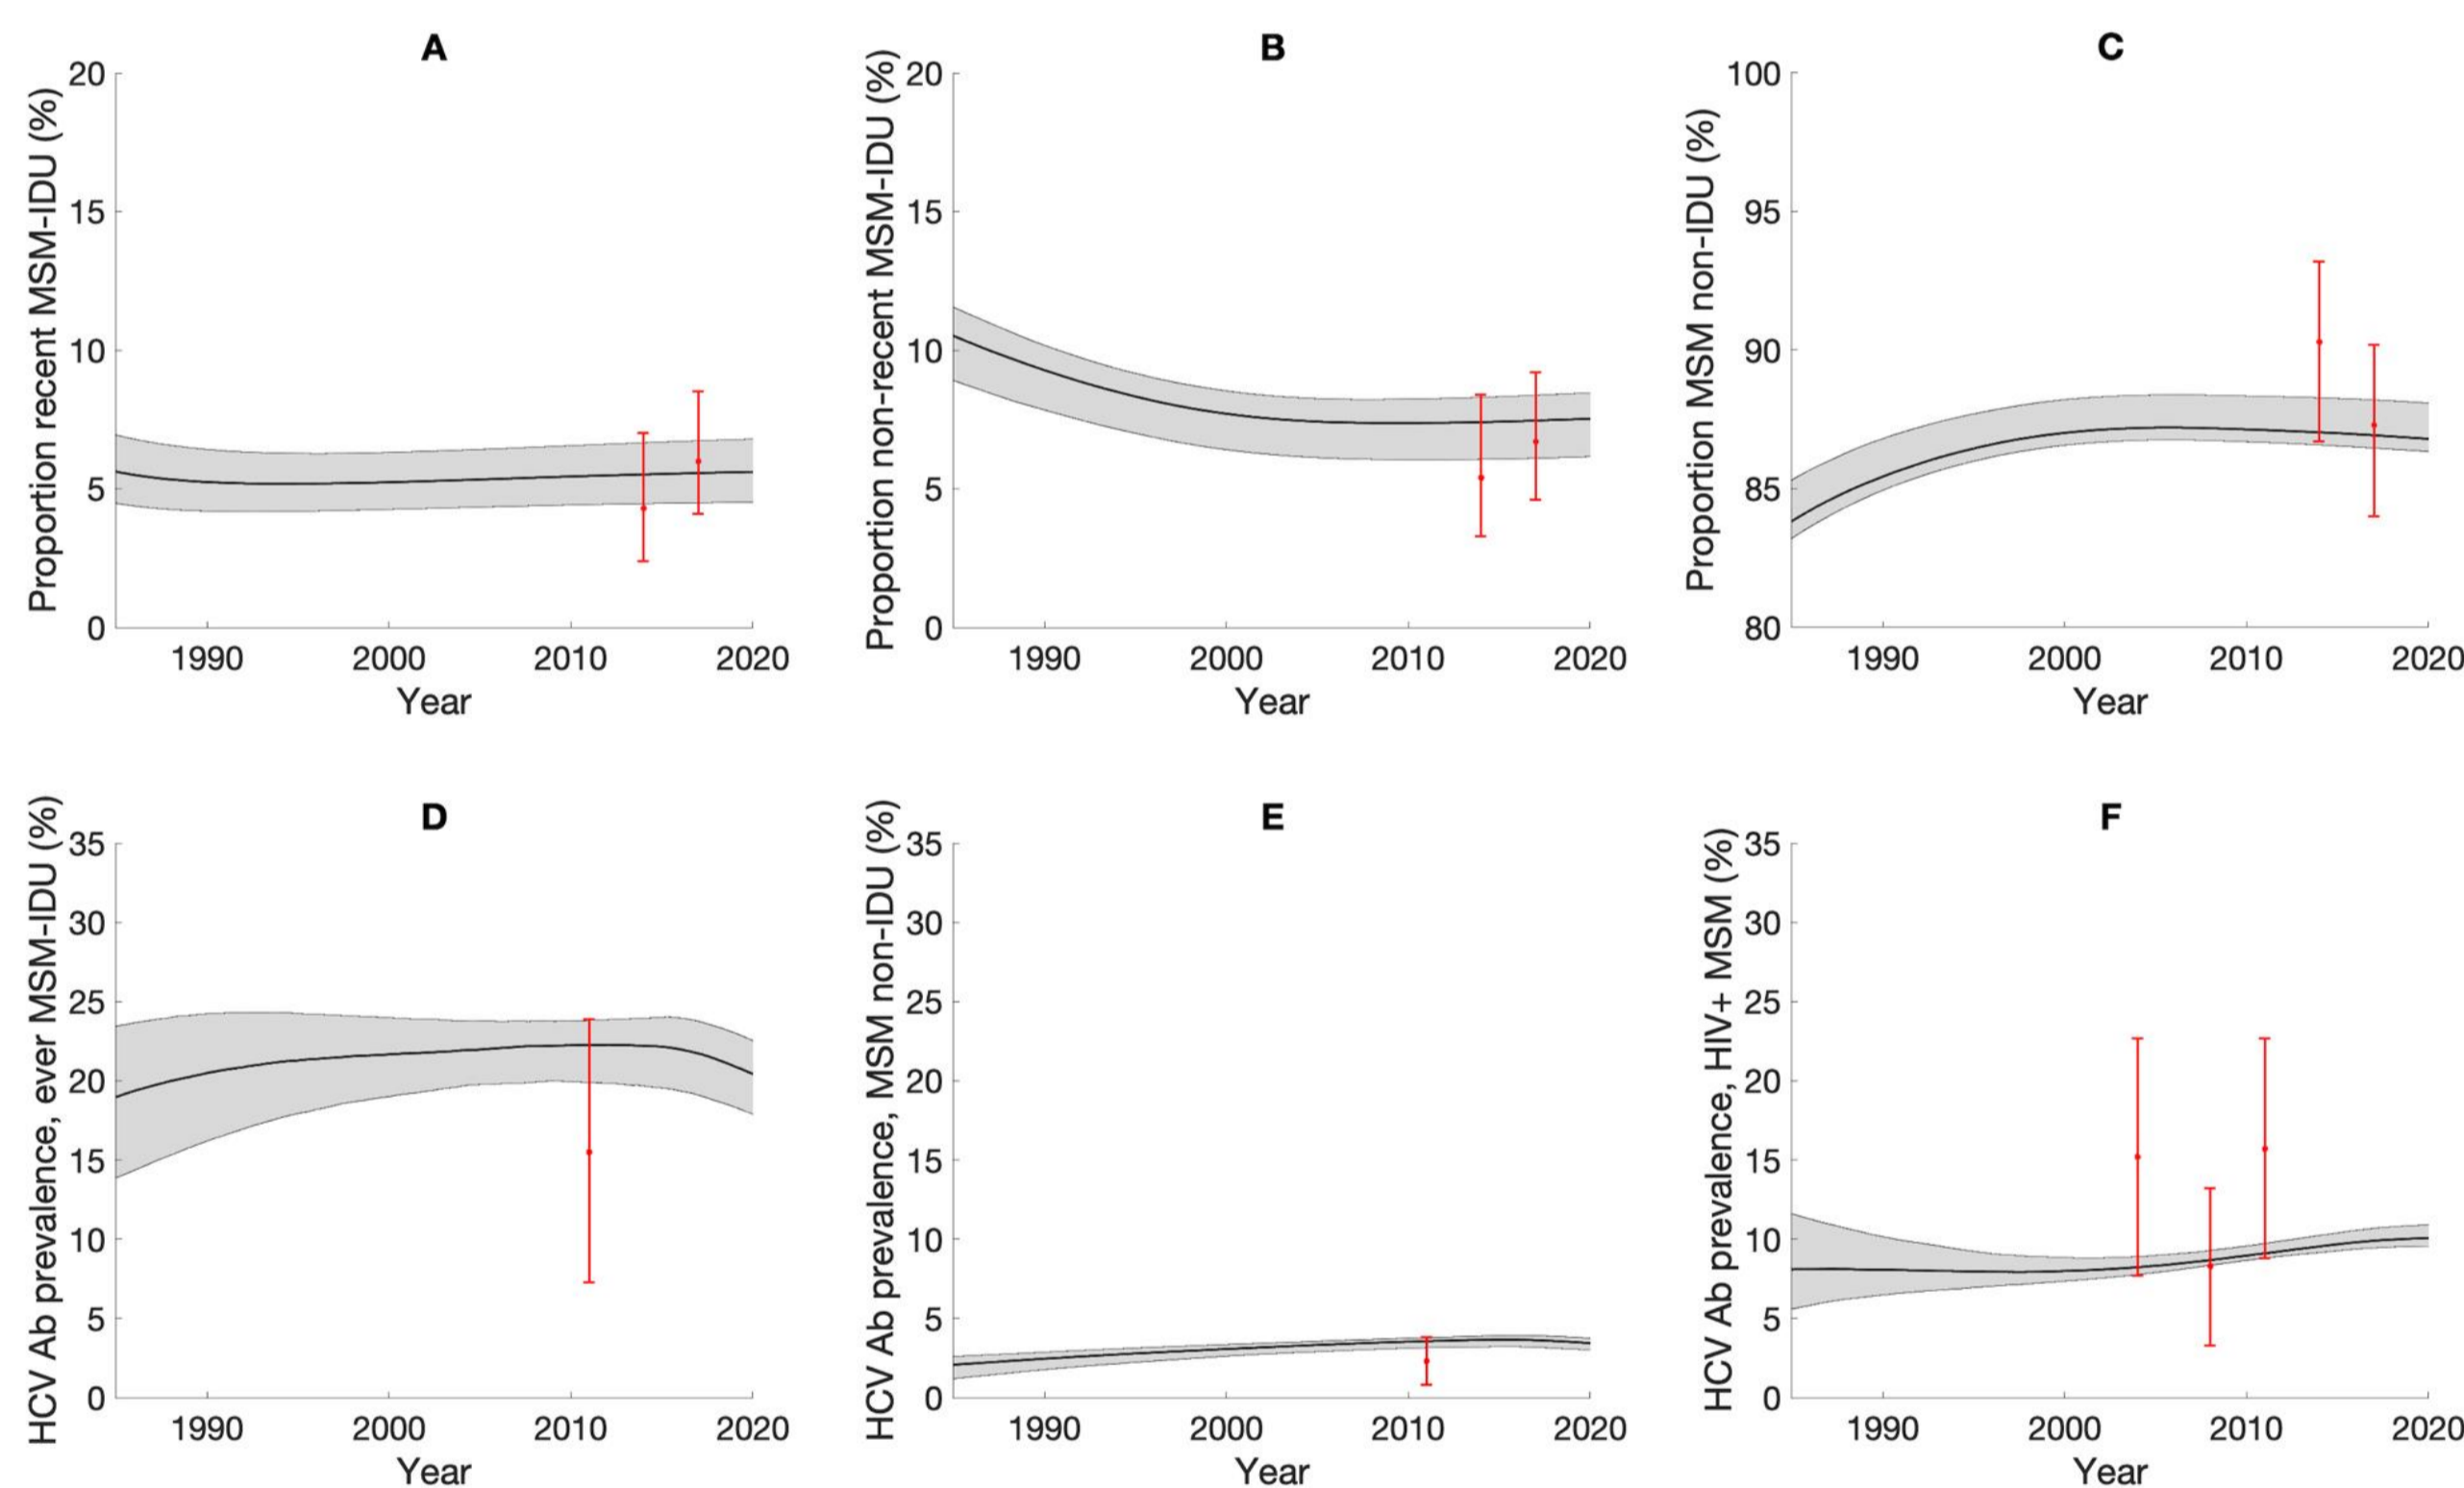 A
Proportion recent MSM-IDU (%)
20
15
10
5
0
1990 2000 2010 2020
Year
B
Proportion non-recent MSM-IDU (%)
20
15
10
5
0
1990 2000 2010 2020
Year
C
Proportion MSM non-IDU (%)
100
95
90
85
80
1990 2000 2010 2020
Year
D
HCV Ab prevalence, ever MSM-IDU (%)
35
30
25
20
15
10
5
0
1990 2000 2010 2020
Year
E
HCV Ab prevalence, MSM non-IDU (%)
35
30
25
20
15
10
5
0
1990 2000 2010 2020
Year
F
HCV Ab prevalence, HIV+ MSM (%)
35
30
25
20
15
10
5
0
1990 2000 2010 2020
Year